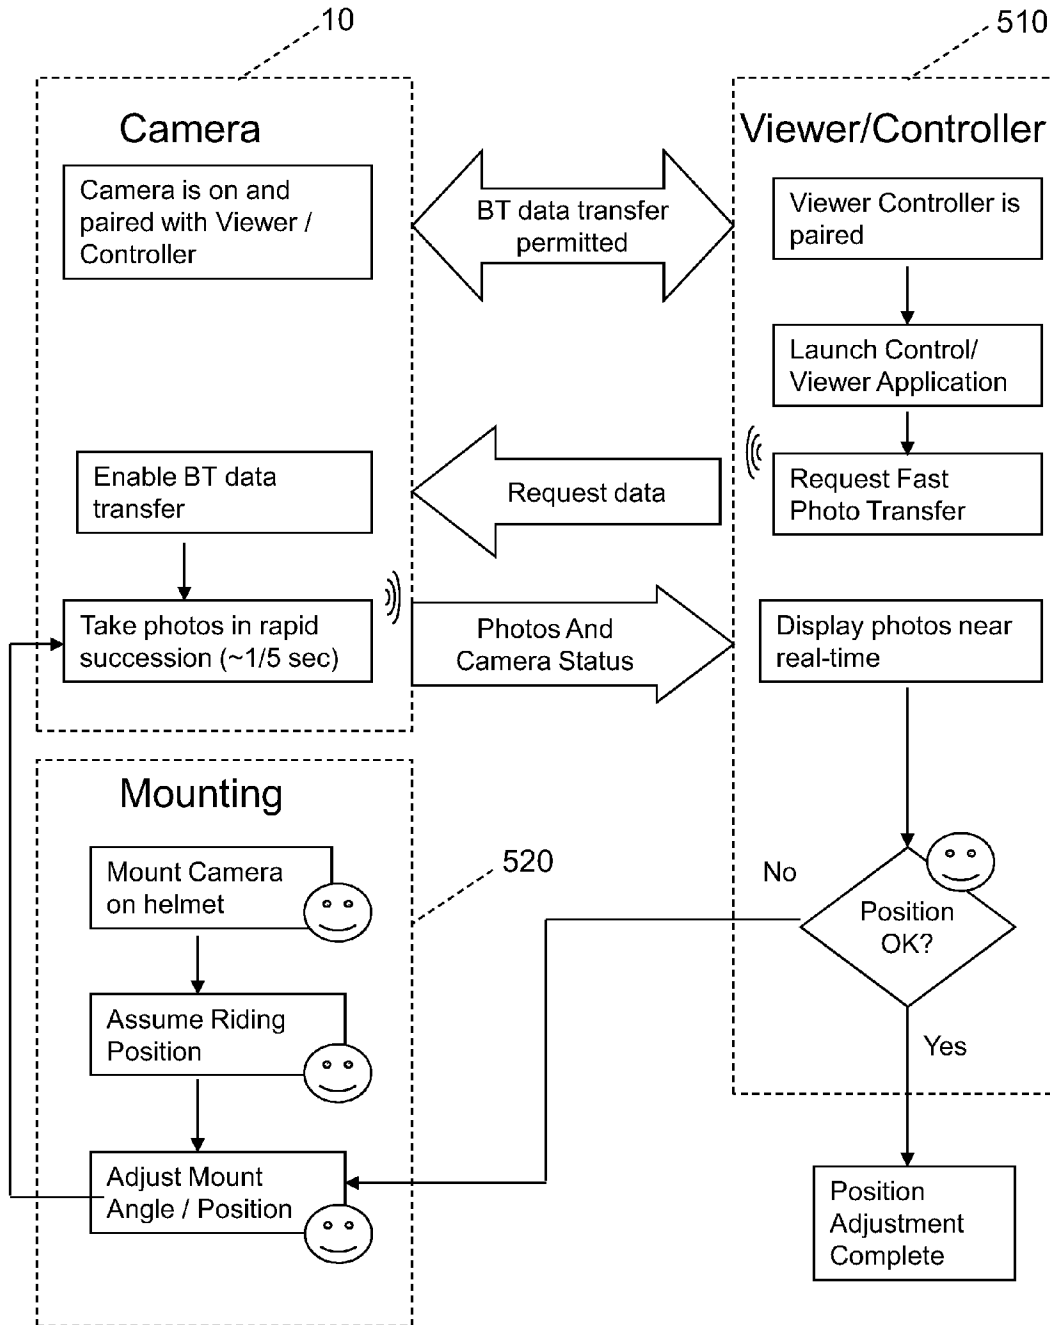 10
510
Camera
Camera is on and
paired with Viewer /
Controller
BT data transfer
permitted
Viewer/Controller
Viewer Controller is
paired
Launch Control/
Viewer Application
Enable BT data
transfer
Request data
Request Fast
Photo Transfer
Take photos in rapid
succession (~1/5 sec)
Photos And
Camera Status
Display photos near
real-time
Mounting
520
Mount Camera
on helmet
Assume Riding
Position
Adjust Mount
Angle / Position
No
Position
OK?
Yes
Position
Adjustment
Complete